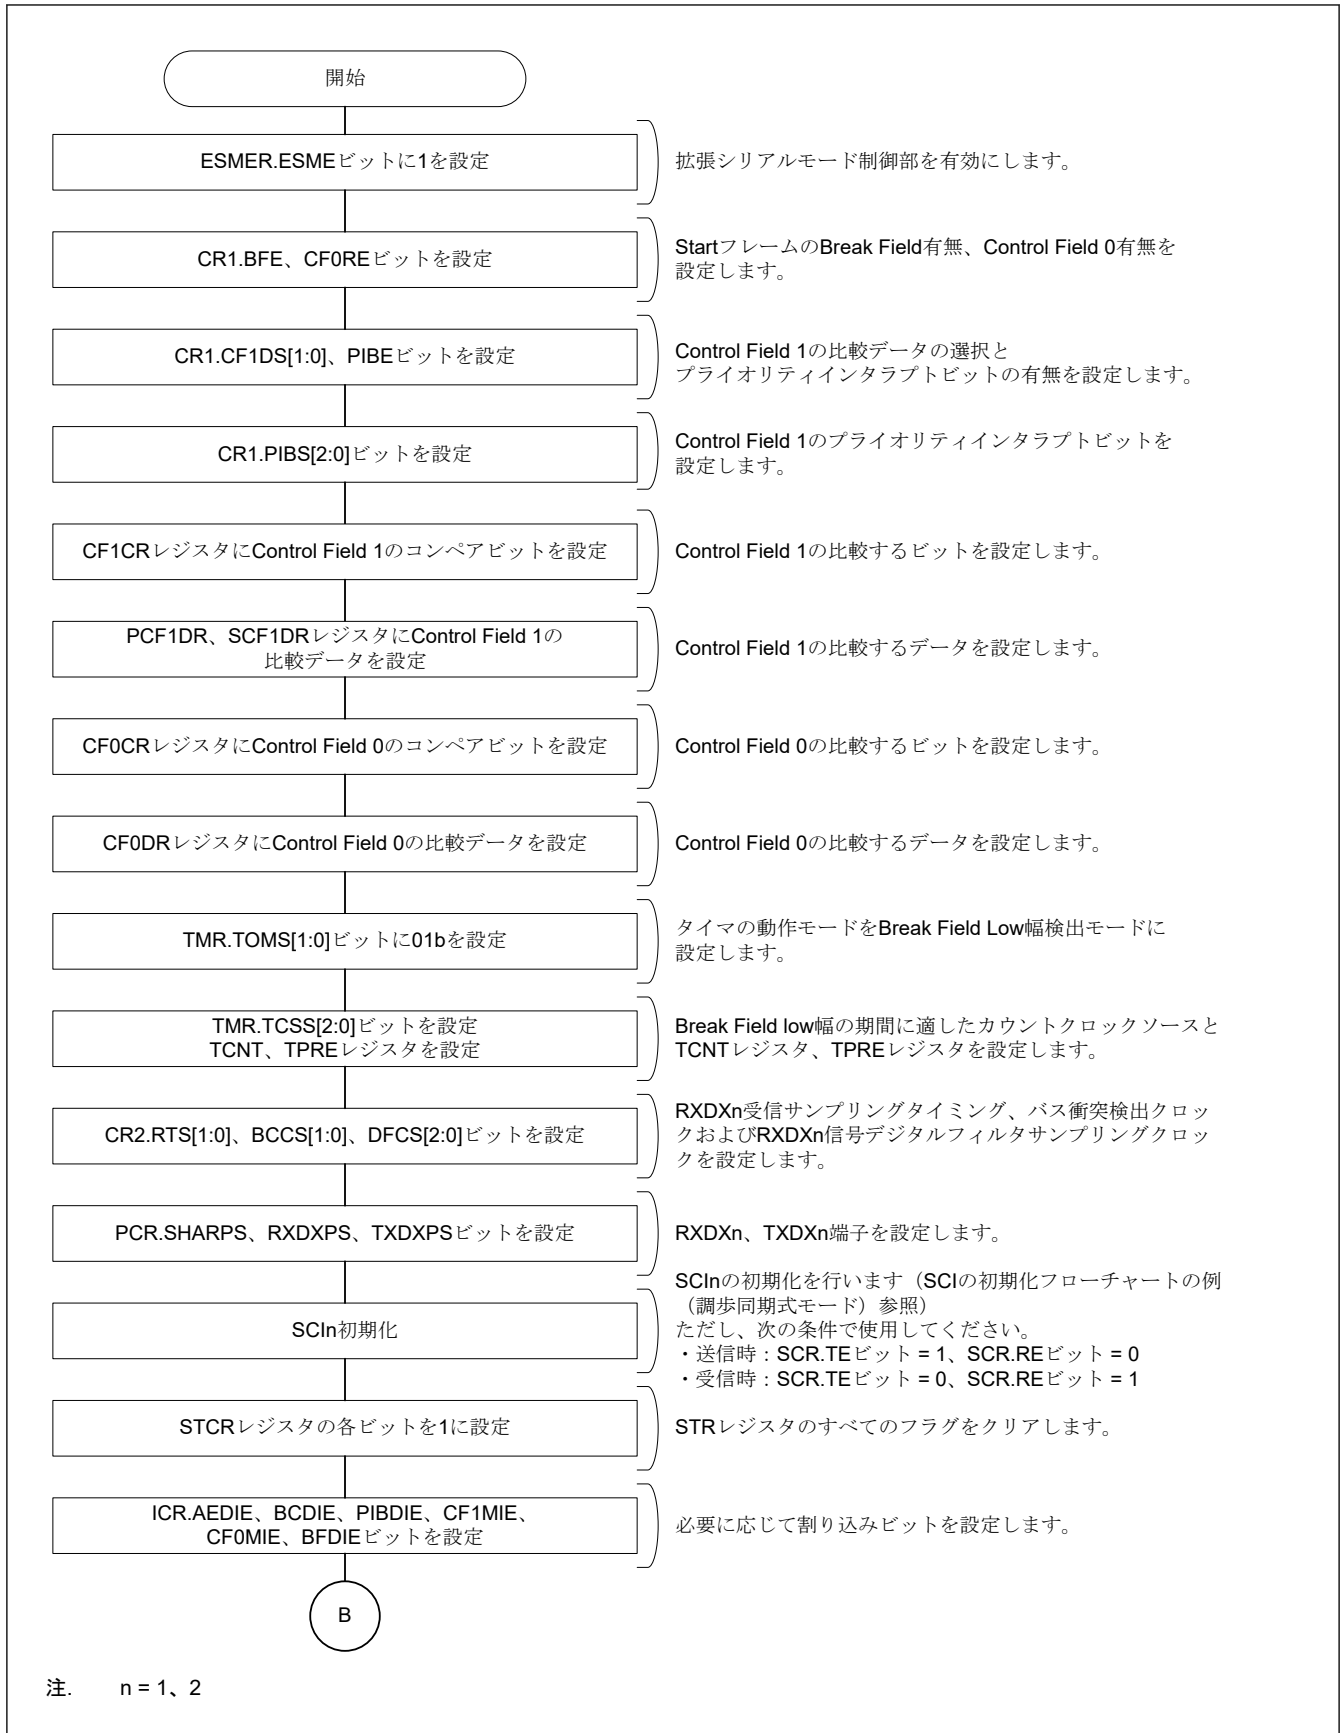 開始
ESMER.ESMEビットに1を設定
拡張シリアルモード制御部を有効にします。
CR1.BFE、CF0REビットを設定
StartフレームのBreak Field有無、Control Field 0有無を
設定します。
CR1.CF1DS[1:0]、PIBEビットを設定
Control Field 1の比較データの選択と
プライオリティインタラプトビットの有無を設定します。
CR1.PIBS[2:0]ビットを設定
Control Field 1のプライオリティインタラプトビットを
設定します。
CF1CRレジスタにControl Field 1のコンペアビットを設定
Control Field 1の比較するビットを設定します。
PCF1DR、SCF1DRレジスタにControl Field 1の
比較データを設定
Control Field 1の比較するデータを設定します。
CF0CRレジスタにControl Field 0のコンペアビットを設定
Control Field 0の比較するビットを設定します。
CF0DRレジスタにControl Field 0の比較データを設定
Control Field 0の比較するデータを設定します。
TMR.TOMS[1:0]ビットに01bを設定
タイマの動作モードをBreak Field Low幅検出モードに
設定します。
TMR.TCSS[2:0]ビットを設定
TCNT、TPREレジスタを設定
Break Field low幅の期間に適したカウントクロックソースと
TCNTレジスタ、TPREレジスタを設定します。
CR2.RTS[1:0]、BCCS[1:0]、DFCS[2:0]ビットを設定
RXDXn受信サンプリングタイミング、バス衝突検出クロッ
クおよびRXDXn信号デジタルフィルタサンプリングクロッ
クを設定します。
PCR.SHARPS、RXDXPS、TXDXPSビットを設定
RXDXn、TXDXn端子を設定します。
SCIn初期化
SCInの初期化を行います（SCIの初期化フローチャートの例
（調歩同期式モード）参照）
ただし、次の条件で使用してください。
・送信時：SCR.TEビット = 1、SCR.REビット = 0
・受信時：SCR.TEビット = 0、SCR.REビット = 1
STCRレジスタの各ビットを1に設定
STRレジスタのすべてのフラグをクリアします。
ICR.AEDIE、BCDIE、PIBDIE、CF1MIE、
CF0MIE、BFDIEビットを設定
必要に応じて割り込みビットを設定します。
B
注. n = 1、2